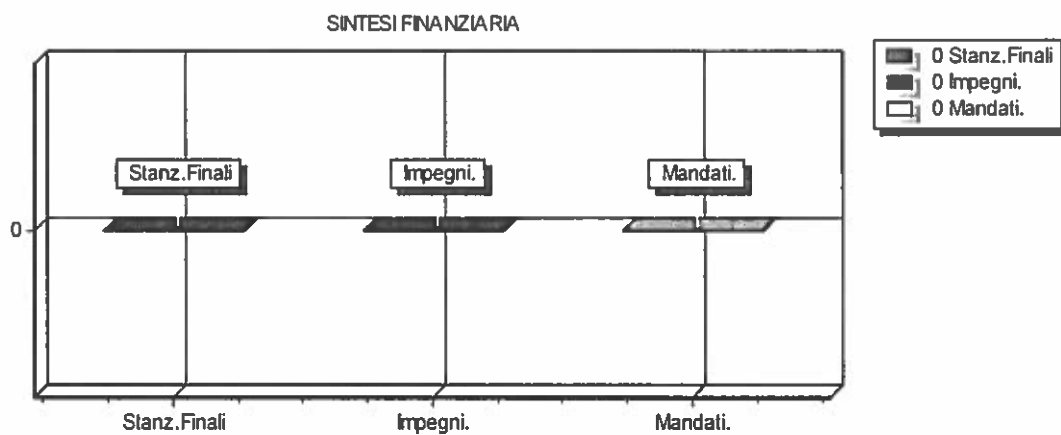 SINTESI FINANZIARIA
0 Stanz.Finali
0 Impegni.
0 Mandati.
Stanz.Finali
Impegni.
Mandati.
0
Stanz.Finali
Impegni.
Mandati.